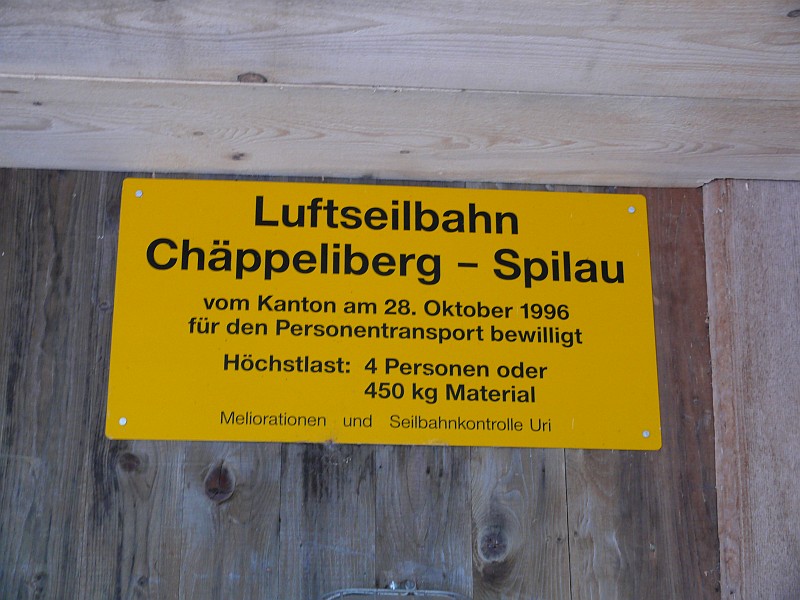 Luftseilbahn
Chäppeliberg – Spilau
vom Kanton am 28. Oktober 1996
für den Personentransport bewilligt
Höchstlast: 4 Personen oder
450 kg Material
Meliorationen und Seilbahnkontrolle Uri